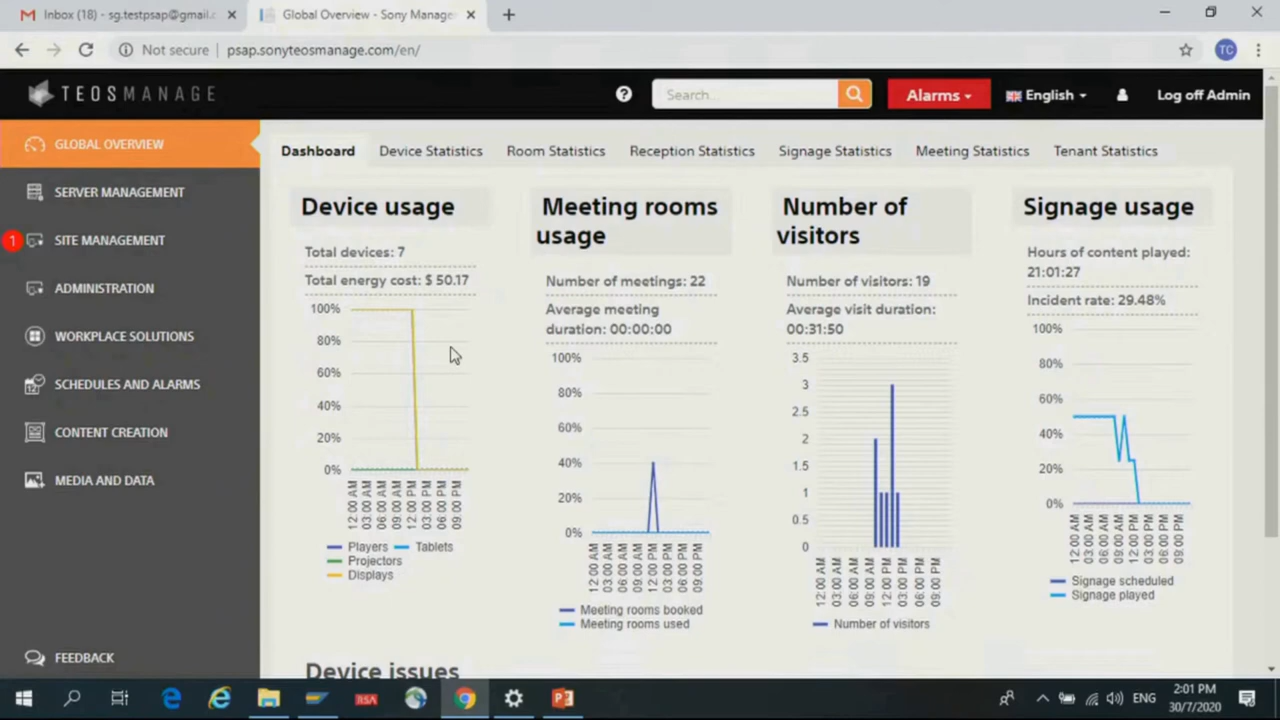 Inbox (18) - sg.testpsap@gmail.c
Global Overview - Sony Manage
Not secure
psap.sonyteosmanage.com/en/
TC
TEOSMANAGE
Search...
Alarms
English
Log off Admin
GLOBAL OVERVIEW
SERVER MANAGEMENT
1
SITE MANAGEMENT
ADMINISTRATION
WORKPLACE SOLUTIONS
SCHEDULES AND ALARMS
CONTENT CREATION
MEDIA AND DATA
FEEDBACK
Dashboard
Device Statistics
Room Statistics
Reception Statistics
Signage Statistics
Meeting Statistics
Tenant Statistics
Device usage
Total devices: 7
Total energy cost: $ 50.17
100%
80%
60%
40%
20%
0%
12:00 AM
03:00 AM
06:00 AM
09:00 AM
12:00 PM
03:00 PM
06:00 PM
09:00 PM
Players
Tablets
Projectors
Displays
Meeting rooms
usage
Number of meetings: 22
Average meeting
duration: 00:00:00
100%
80%
60%
40%
20%
0%
12:00 AM
03:00 AM
06:00 AM
09:00 AM
12:00 PM
03:00 PM
06:00 PM
09:00 PM
Meeting rooms booked
Meeting rooms used
Number of
visitors
Number of visitors: 19
Average visit duration:
00:31:50
3.5
3
2.5
2
1.5
1
0.5
0
12:00 AM
03:00 AM
06:00 AM
09:00 AM
12:00 PM
03:00 PM
06:00 PM
09:00 PM
Number of visitors
Signage usage
Hours of content played:
21:01:27
Incident rate: 29.48%
100%
80%
60%
40%
20%
0%
12:00 AM
03:00 AM
06:00 AM
09:00 AM
12:00 PM
03:00 PM
06:00 PM
09:00 PM
Signage scheduled
Signage played
Device issues
RSA
ENG
2:01 PM
30/7/2020